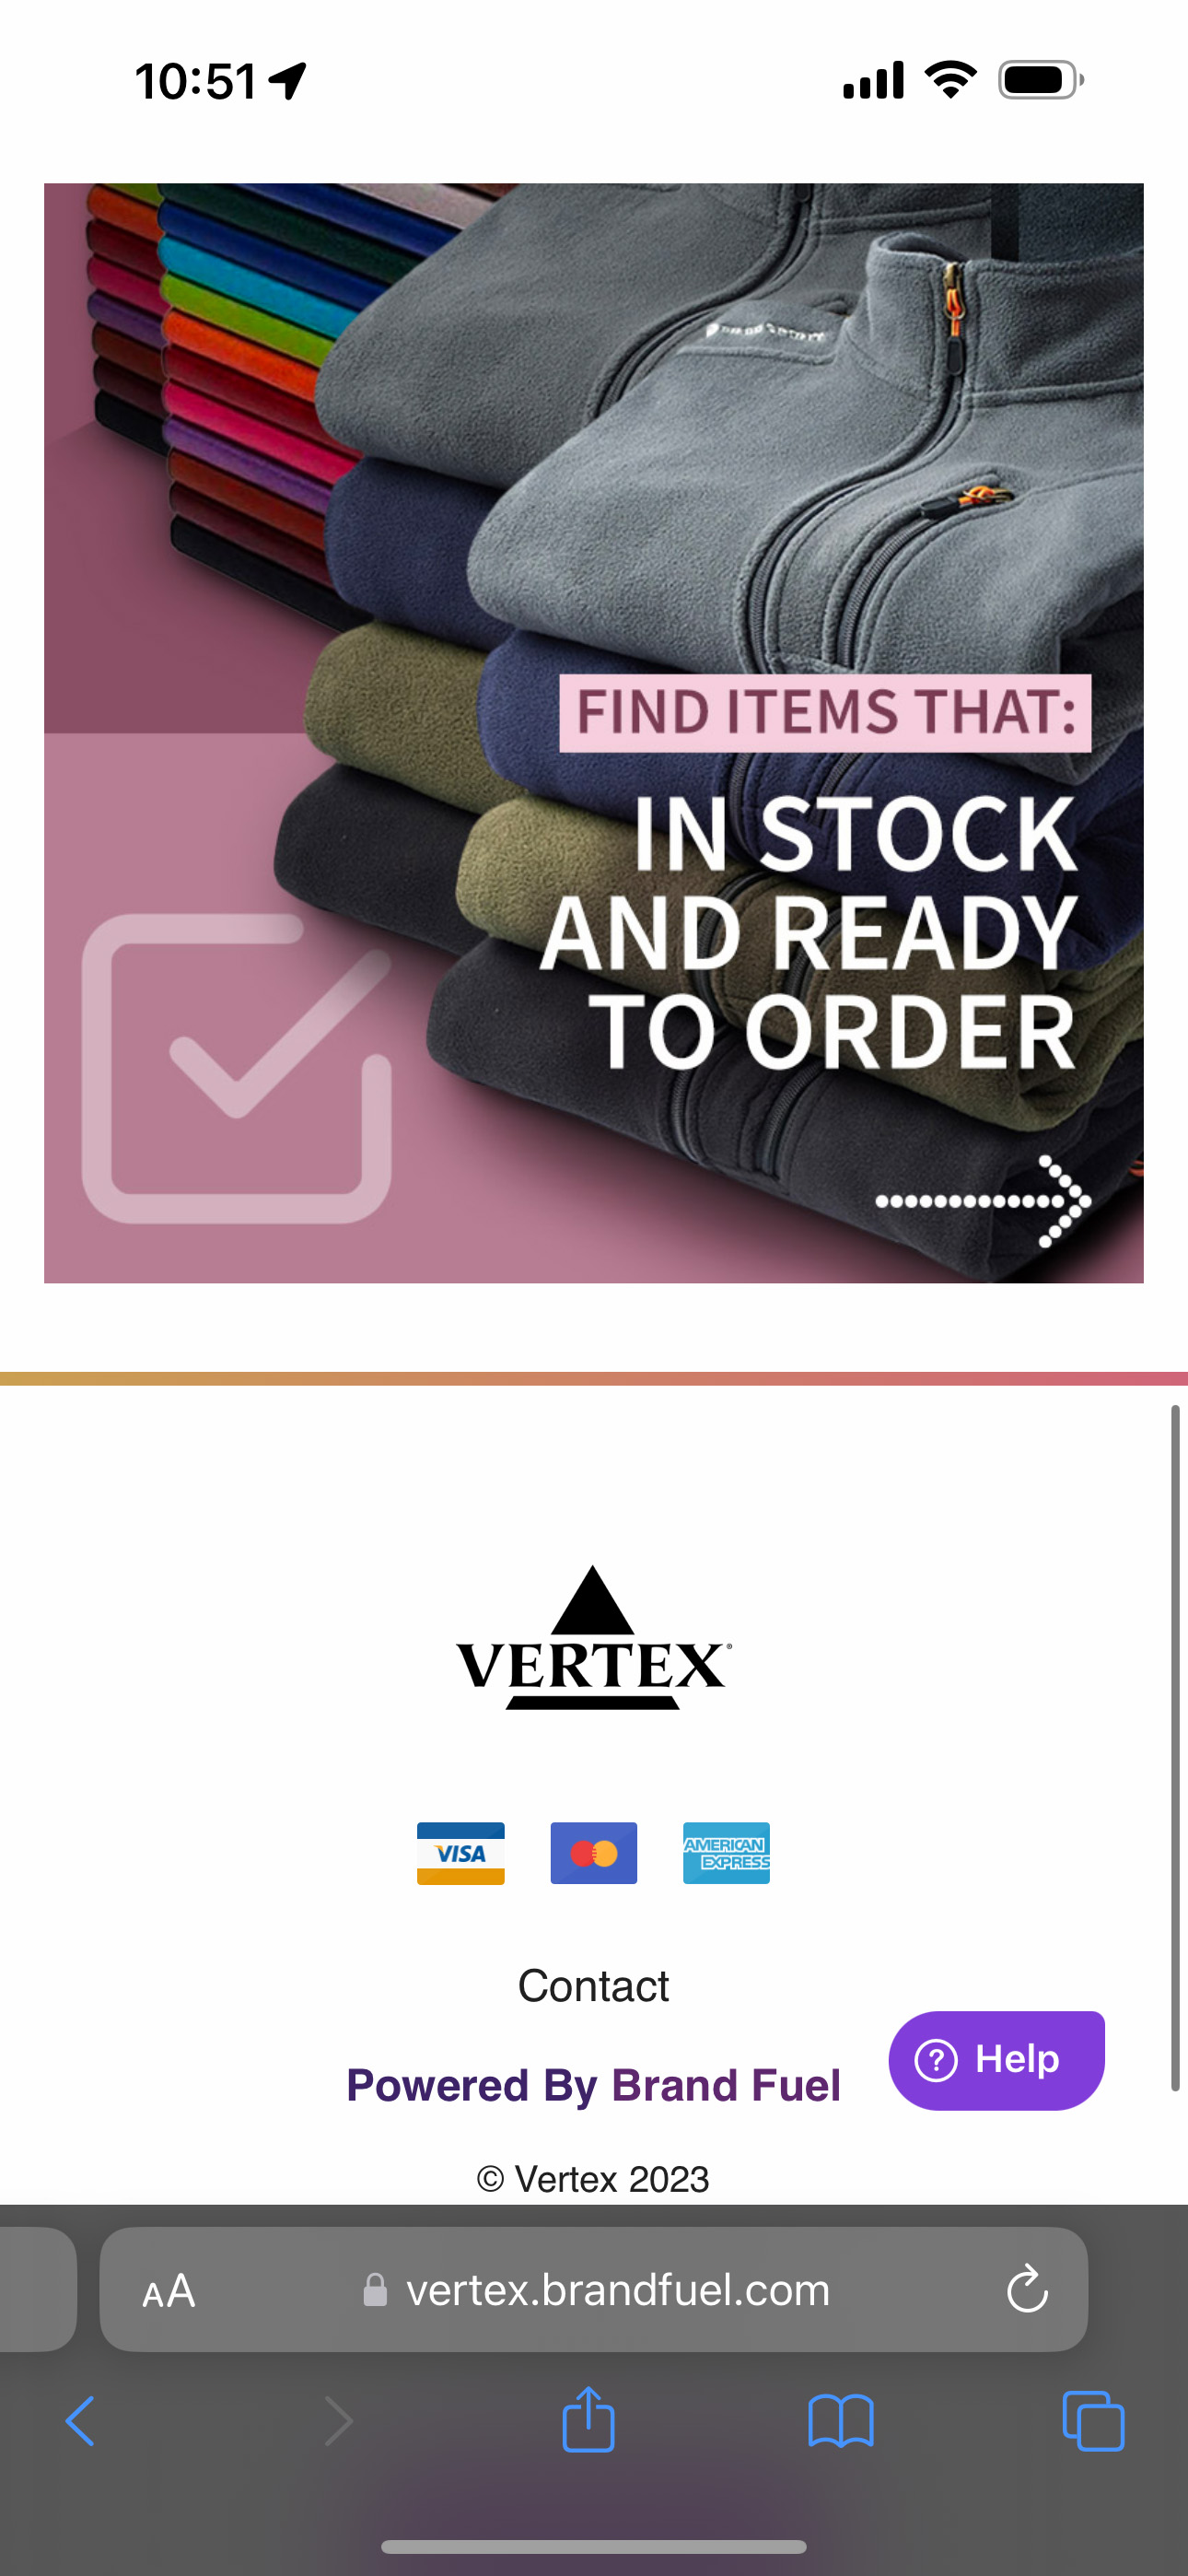 10:51
FIND ITEMS THAT:
IN STOCK
AND READY
TO ORDER
VERTEX®
VISA
AMERICAN
EXPRESS
Contact
Help
Powered By Brand Fuel
© Vertex 2023
AA
vertex.brandfuel.com